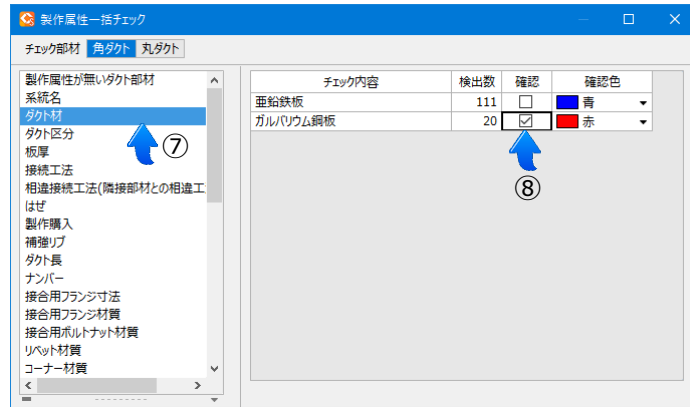 製作属性一括チェック
チェック部材 角ダクト 丸ダクト
製作属性が無いダクト部材
系統名
ダクト材
ダクト区分
板厚
接続工法
相違接続工法(隣接部材との相違工
はぜ
製作購入
補強リブ
ダクト長
ナンバー
接合用フランジ寸法
接合用フランジ材質
接合用ボルトナット材質
リベット材質
コーナー材質
⑦
チェック内容 検出数 確認 確認色
亜鉛鉄板 111 青
ガルバリウム鋼板 20 赤
⑧